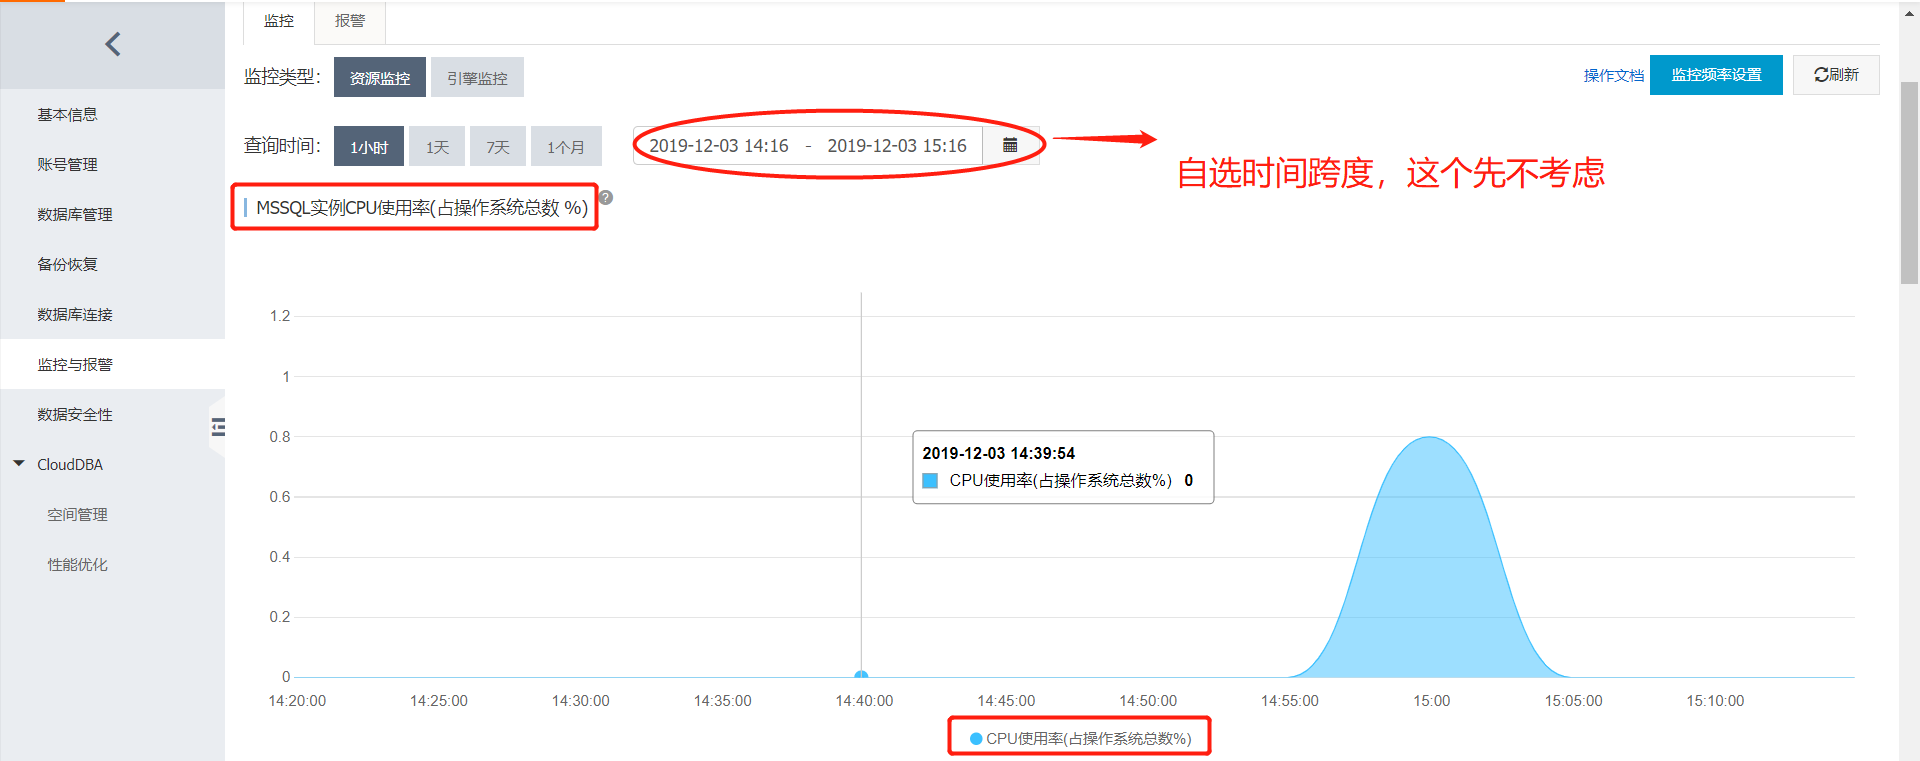 监控 报警
监控类型： 资源监控 引擎监控 操作文档 监控频率设置 刷新
查询时间： 1小时 1天 7天 1个月 2019-12-03 14:16 - 2019-12-03 15:16
自选时间跨度，这个先不考虑
MSSQL实例CPU使用率(占操作系统总数 %) ?
基本信息
账号管理
数据库管理
备份恢复
数据库连接
监控与报警
数据安全性
CloudDBA
空间管理
性能优化
1.2
1
0.8
0.6
0.4
0.2
0
2019-12-03 14:39:54
CPU使用率(占操作系统总数%) 0
14:20:00 14:25:00 14:30:00 14:35:00 14:40:00 14:45:00 14:50:00 14:55:00 15:00 15:05:00 15:10:00
CPU使用率(占操作系统总数%)